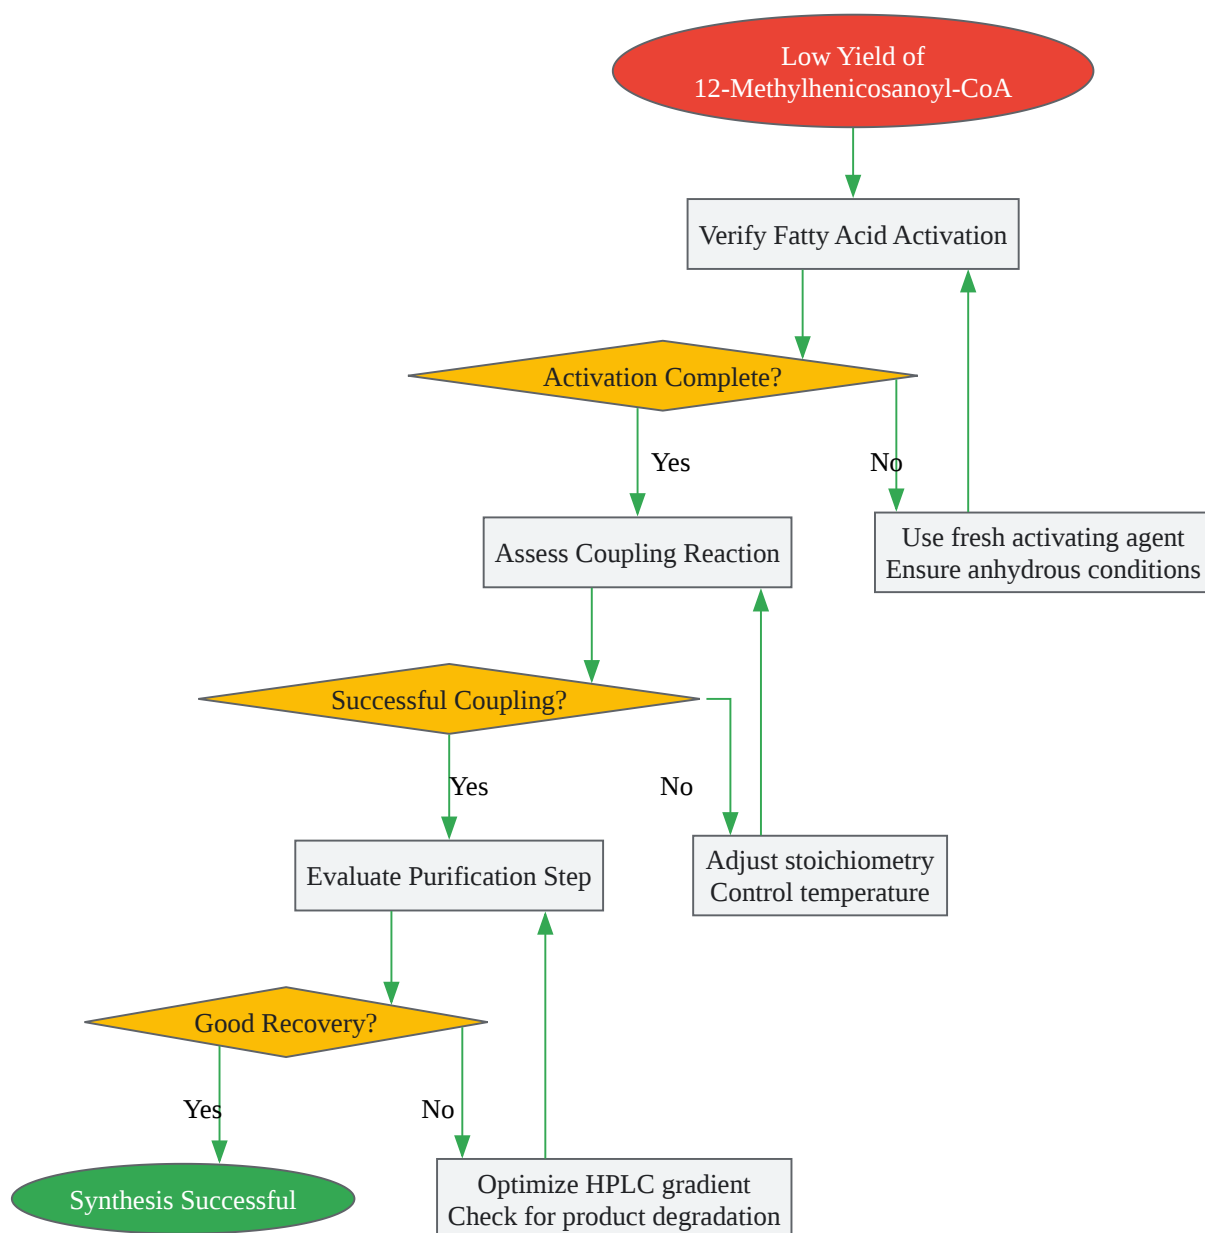 Low Yield of
12-Methylhenicosanoyl-CoA
Verify Fatty Acid Activation
Activation Complete?
Yes
No
Use fresh activating agent
Ensure anhydrous conditions
Assess Coupling Reaction
Successful Coupling?
Yes
No
Adjust stoichiometry
Control temperature
Evaluate Purification Step
Good Recovery?
Yes
No
Synthesis Successful
Optimize HPLC gradient
Check for product degradation